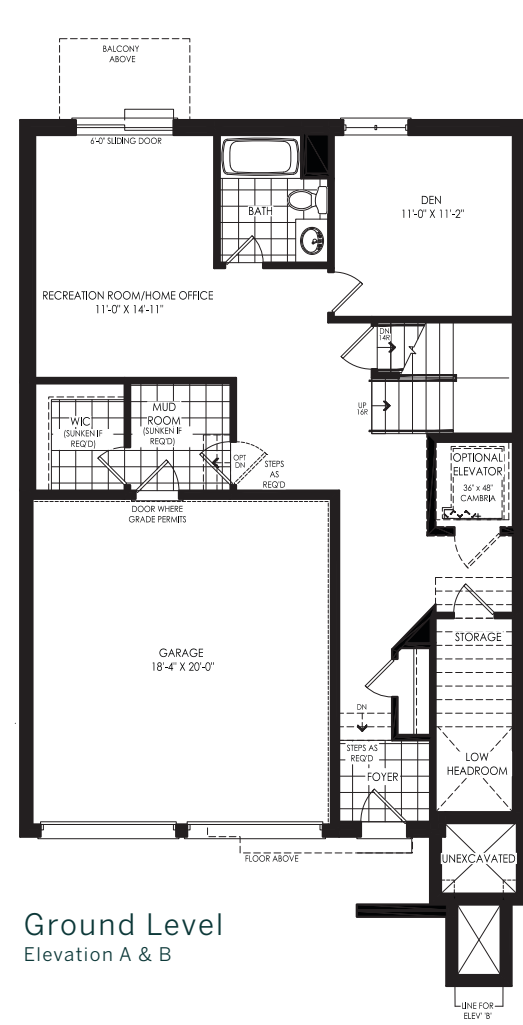 BALCONY
ABOVE
6'-0" SLIDING DOOR
BATH
DEN
11'-0" X 11'-2"
RECREATION ROOM/HOME OFFICE
11'-0" X 14'-11"
DN
14R
UP
16R
WIC
(SUNKEN IF
REQ'D)
MUD
ROOM
(SUNKEN IF
REQ'D)
OPT
DN
STEPS
AS
REQ'D
OPTIONAL
ELEVATOR
36" x 48"
CAMBRIA
DOOR WHERE
GRADE PERMITS
GARAGE
18'-4" X 20'-0"
STORAGE
DN
STEPS AS
REQ'D
FOYER
LOW
HEADROOM
FLOOR ABOVE
UNEXCAVATED
Ground Level
Elevation A & B
LINE FOR
ELEV' 'B'